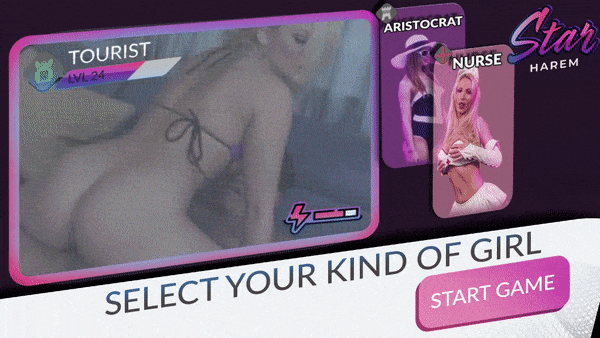 TOURIST
LVL 24
ARISTOCRAT
NURSE
Star
HAREM
SELECT YOUR KIND OF GIRL
START GAME